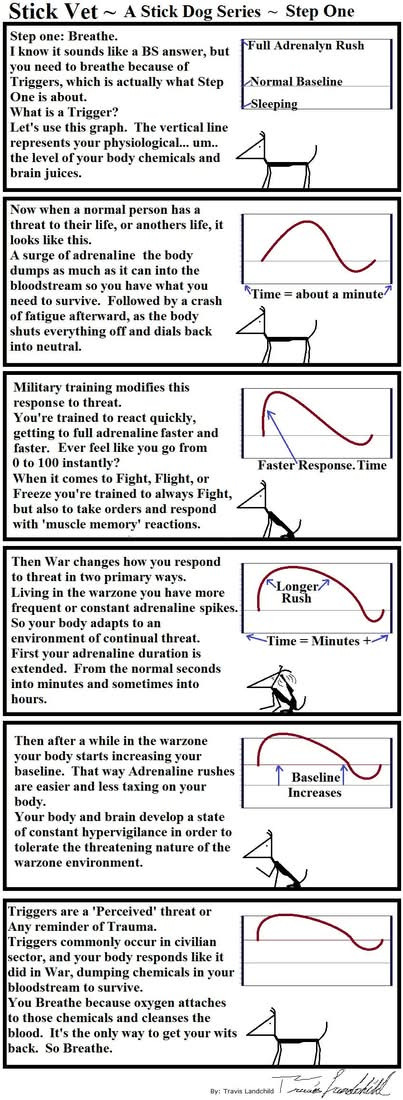 Stick Vet ~ A Stick Dog Series ~ Step One
Step one: Breathe.
I know it sounds like a BS answer, but
you need to breathe because of
Triggers, which is actually what Step
One is about.
What is a Trigger?
Let's use this graph. The vertical line
represents your physiological... um..
the level of your body chemicals and
brain juices.
Full Adrenalyn Rush
Normal Baseline
Sleeping
Now when a normal person has a
threat to their life, or anothers life, it
looks like this.
A surge of adrenaline the body
dumps as much as it can into the
bloodstream so you have what you
need to survive. Followed by a crash
of fatigue afterward, as the body
shuts everything off and dials back
into neutral.
Time = about a minute
Military training modifies this
response to threat.
You're trained to react quickly,
getting to full adrenaline faster and
faster. Ever feel like you go from
0 to 100 instantly?
When it comes to Fight, Flight, or
Freeze you're trained to always Fight,
but also to take orders and respond
with 'muscle memory' reactions.
Faster Response.Time
Then War changes how you respond
to threat in two primary ways.
Living in the warzone you have more
frequent or constant adrenaline spikes.
So your body adapts to an
environment of continual threat.
First your adrenaline duration is
extended. From the normal seconds
into minutes and sometimes into
hours.
Longer
Rush
Time = Minutes +
Then after a while in the warzone
your body starts increasing your
baseline. That way Adrenaline rushes
are easier and less taxing on your
body.
Your body and brain develop a state
of constant hypervigilance in order to
tolerate the threatening nature of the
warzone environment.
Baseline
Increases
Triggers are a 'Perceived' threat or
Any reminder of Trauma.
Triggers commonly occur in civilian
sector, and your body responds like it
did in War, dumping chemicals in your
bloodstream to survive.
You Breathe because oxygen attaches
to those chemicals and cleanses the
blood. It's the only way to get your wits
back. So Breathe.
By: Travis Landchild